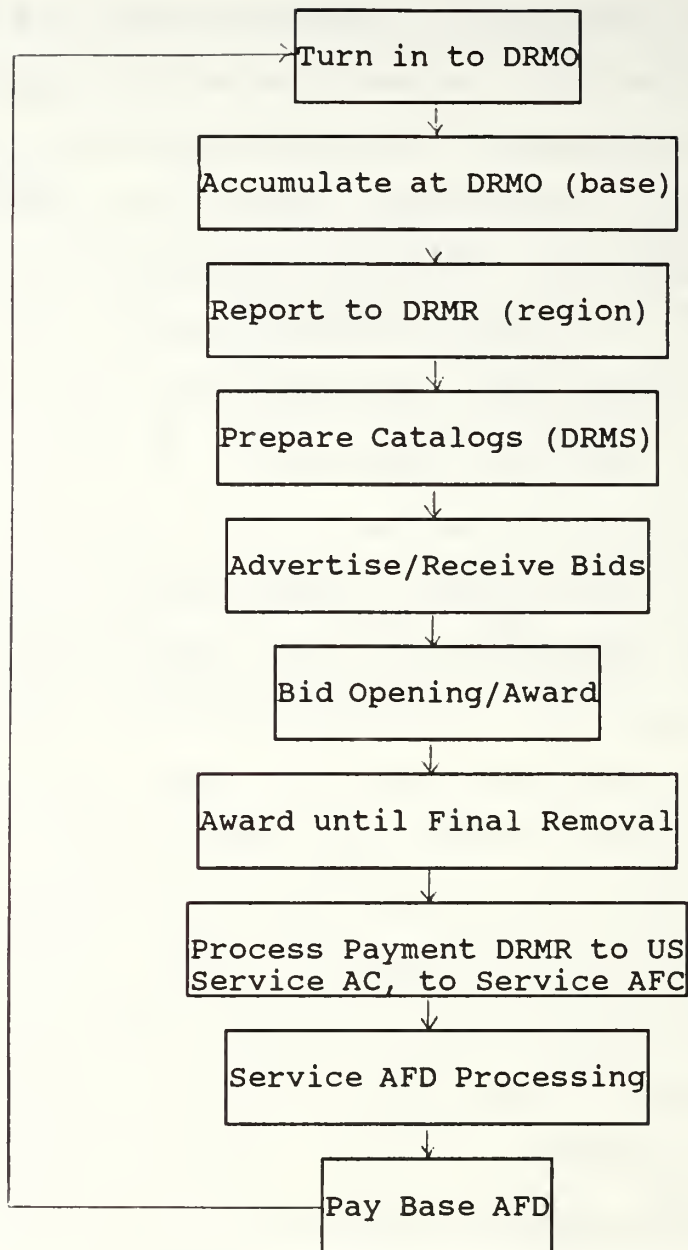 Turn in to DRMO
Accumulate at DRMO (base)
Report to DRMR (region)
Prepare Catalogs (DRMS)
Advertise/Receive Bids
Bid Opening/Award
Award until Final Removal
Process Payment DRMR to US
Service AC, to Service AFC
Service AFD Processing
Pay Base AFD